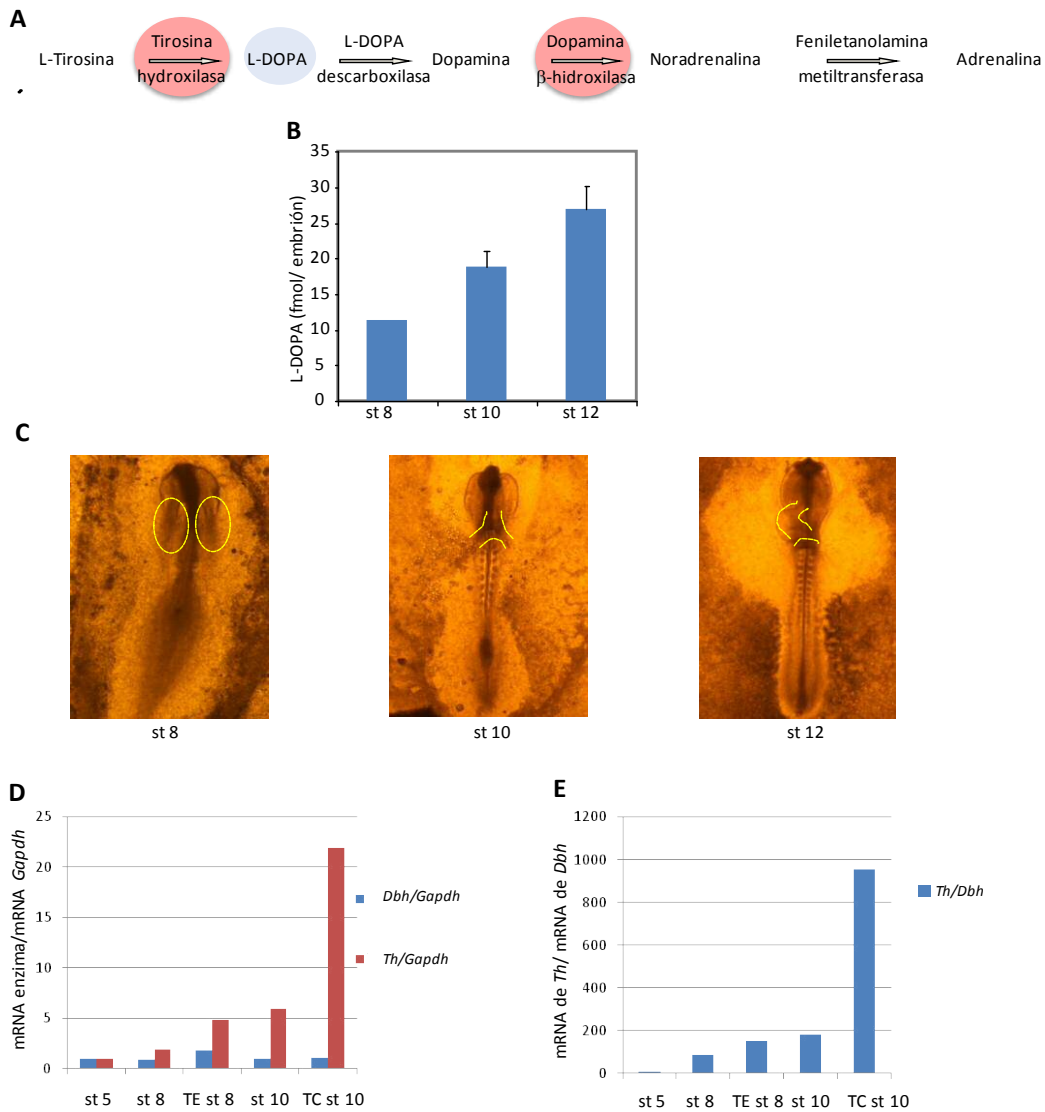 A
L-Tirosina
Tirosina
hydroxilasa
L-DOPA
L-DOPA
descarboxilasa
Dopamina
Dopamina
β-hidroxilasa
Noradrenalina
Feniletanolamina
metiltransferasa
Adrenalina
B
L-DOPA (fmol/ embrión)
35
30
25
20
15
10
5
0
st 8
st 10
st 12
C
st 8
st 10
st 12
D
mRNA enzima/mRNA Gapdh
25
20
15
10
5
0
st 5
st 8
TE st 8
st 10
TC st 10
Dbh/Gapdh
Th/Gapdh
E
mRNA de Th/ mRNA de Dbh
1200
1000
800
600
400
200
0
st 5
st 8
TE st 8
st 10
TC st 10
Th/Dbh